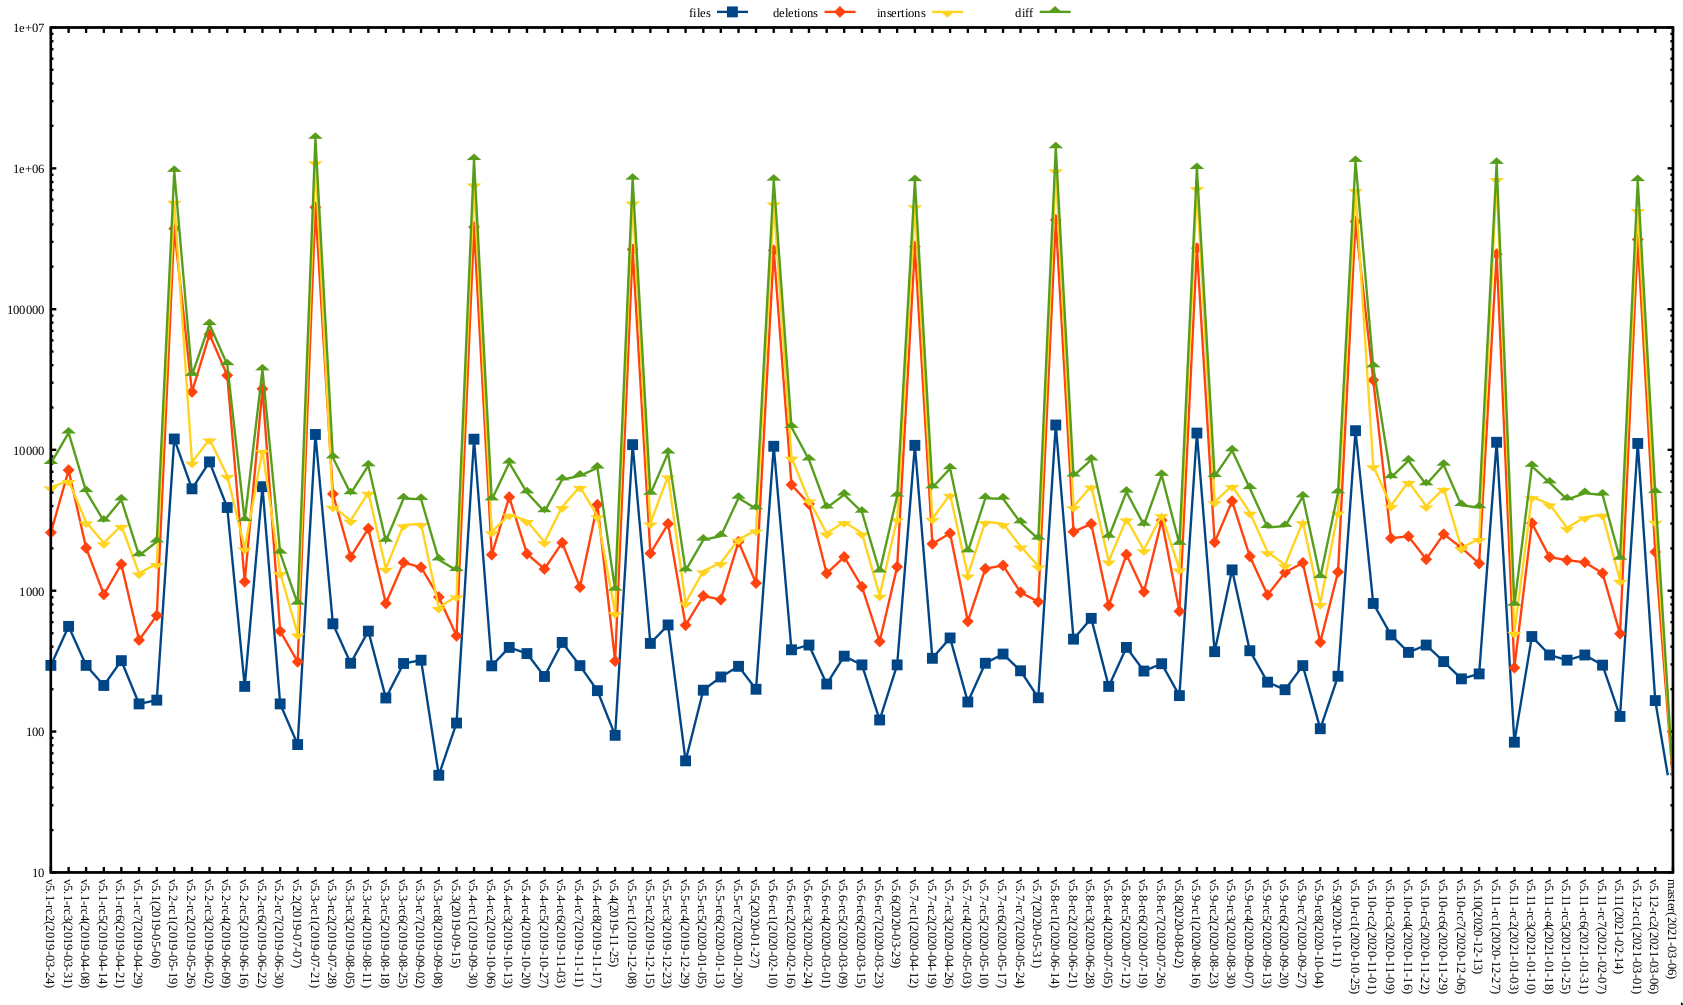 files
deletions
insertions
diff
1e+07
1e+06
100000
10000
1000
100
10
v5.1-rc2(2019-03-24)
v5.1-rc3(2019-03-31)
v5.1-rc4(2019-04-08)
v5.1-rc5(2019-04-14)
v5.1-rc6(2019-04-21)
v5.1-rc7(2019-04-29)
v5.1(2019-05-06)
v5.2-rc1(2019-05-19)
v5.2-rc2(2019-05-26)
v5.2-rc3(2019-06-02)
v5.2-rc4(2019-06-09)
v5.2-rc5(2019-06-16)
v5.2-rc6(2019-06-22)
v5.2-rc7(2019-06-30)
v5.2(2019-07-07)
v5.3-rc1(2019-07-21)
v5.3-rc2(2019-07-28)
v5.3-rc3(2019-08-05)
v5.3-rc4(2019-08-11)
v5.3-rc5(2019-08-18)
v5.3-rc6(2019-08-25)
v5.3-rc7(2019-09-02)
v5.3-rc8(2019-09-08)
v5.3(2019-09-15)
v5.4-rc1(2019-09-30)
v5.4-rc2(2019-10-06)
v5.4-rc3(2019-10-13)
v5.4-rc4(2019-10-20)
v5.4-rc5(2019-10-27)
v5.4-rc6(2019-11-03)
v5.4-rc7(2019-11-11)
v5.4-rc8(2019-11-17)
v5.4(2019-11-25)
v5.5-rc1(2019-12-08)
v5.5-rc2(2019-12-15)
v5.5-rc3(2019-12-23)
v5.5-rc4(2019-12-29)
v5.5-rc5(2020-01-05)
v5.5-rc6(2020-01-13)
v5.5-rc7(2020-01-20)
v5.5(2020-01-27)
v5.6-rc1(2020-02-10)
v5.6-rc2(2020-02-16)
v5.6-rc3(2020-02-24)
v5.6-rc4(2020-03-01)
v5.6-rc5(2020-03-09)
v5.6-rc6(2020-03-15)
v5.6-rc7(2020-03-23)
v5.6(2020-03-29)
v5.7-rc1(2020-04-12)
v5.7-rc2(2020-04-19)
v5.7-rc3(2020-04-26)
v5.7-rc4(2020-05-03)
v5.7-rc5(2020-05-10)
v5.7-rc6(2020-05-17)
v5.7-rc7(2020-05-24)
v5.7(2020-05-31)
v5.8-rc1(2020-06-14)
v5.8-rc2(2020-06-21)
v5.8-rc3(2020-06-28)
v5.8-rc4(2020-07-05)
v5.8-rc5(2020-07-12)
v5.8-rc6(2020-07-19)
v5.8-rc7(2020-07-26)
v5.8(2020-08-02)
v5.9-rc1(2020-08-16)
v5.9-rc2(2020-08-23)
v5.9-rc3(2020-08-30)
v5.9-rc4(2020-09-07)
v5.9-rc5(2020-09-13)
v5.9-rc6(2020-09-20)
v5.9-rc7(2020-09-27)
v5.9-rc8(2020-10-04)
v5.9(2020-10-11)
v5.10-rc1(2020-10-25)
v5.10-rc2(2020-11-01)
v5.10-rc3(2020-11-09)
v5.10-rc4(2020-11-16)
v5.10-rc5(2020-11-22)
v5.10-rc6(2020-11-29)
v5.10-rc7(2020-12-06)
v5.10(2020-12-13)
v5.11-rc1(2020-12-27)
v5.11-rc2(2021-01-03)
v5.11-rc3(2021-01-10)
v5.11-rc4(2021-01-18)
v5.11-rc5(2021-01-25)
v5.11-rc6(2021-01-31)
v5.11-rc7(2021-02-07)
v5.11(2021-02-14)
v5.12-rc1(2021-03-01)
v5.12-rc2(2021-03-06)
master(2021-03-06)